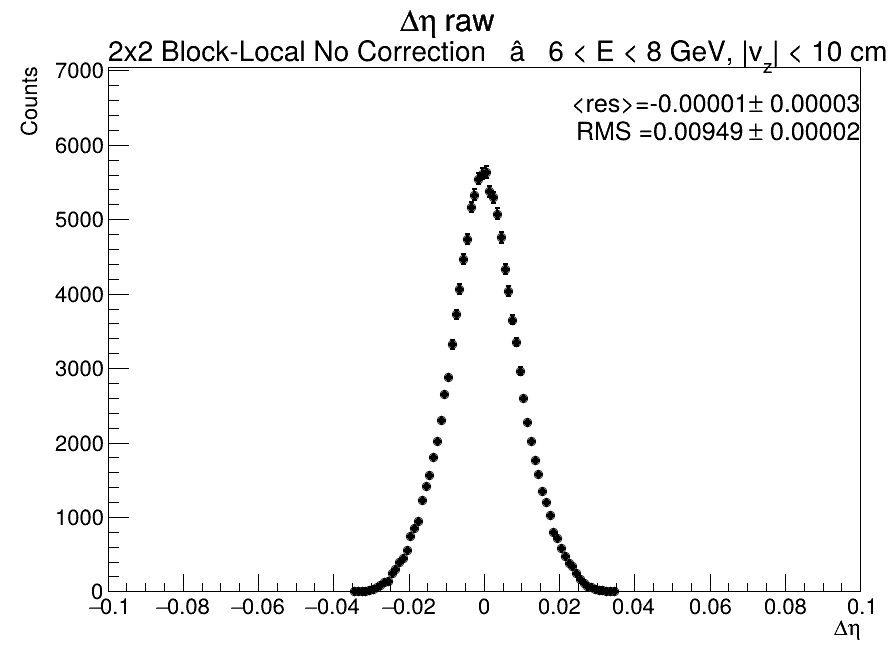 Δη raw
2x2 Block-Local No Correction â 6 < E < 8 GeV, |v_z| < 10 cm
Counts
<res>=-0.00001± 0.00003
RMS =0.00949± 0.00002
7000
6000
5000
4000
3000
2000
1000
0
−0.1 −0.08 −0.06 −0.04 −0.02 0 0.02 0.04 0.06 0.08 0.1
Δη